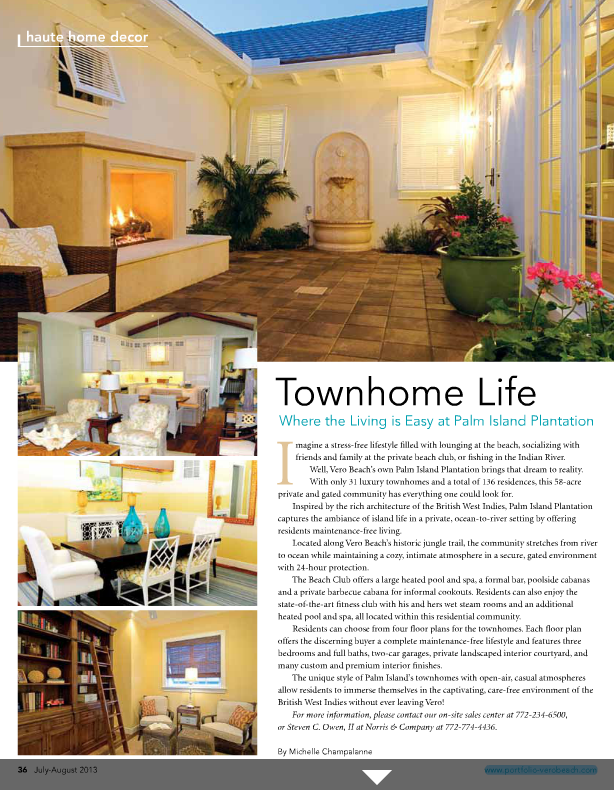 haute home decor
Townhome Life
Where the Living is Easy at Palm Island Plantation
Imagine a stress-free lifestyle filled with lounging at the beach, socializing with
friends and family at the private beach club, or fishing in the Indian River.
Well, Vero Beach's own Palm Island Plantation brings that dream to reality.
With only 31 luxury townhomes and a total of 136 residences, this 58-acre
private and gated community has everything one could look for.
Inspired by the rich architecture of the British West Indies, Palm Island Plantation
captures the ambiance of island life in a private, ocean-to-river setting by offering
residents maintenance-free living.
Located along Vero Beach's historic jungle trail, the community stretches from river
to ocean while maintaining a cozy, intimate atmosphere in a secure, gated environment
with 24-hour protection.
The Beach Club offers a large heated pool and spa, a formal bar, poolside cabanas
and a private barbecue cabana for informal cookouts. Residents can also enjoy the
state-of-the-art fitness club with his and hers wet steam rooms and an additional
heated pool and spa, all located within this residential community.
Residents can choose from four floor plans for the townhomes. Each floor plan
offers the discerning buyer a complete maintenance-free lifestyle and features three
bedrooms and full baths, two-car garages, private landscaped interior courtyard, and
many custom and premium interior finishes.
The unique style of Palm Island's townhomes with open-air, casual atmospheres
allow residents to immerse themselves in the captivating, care-free environment of the
British West Indies without ever leaving Vero!
For more information, please contact our on-site sales center at 772-234-6500,
or Steven C. Owen, II at Norris & Company at 772-774-4436.
By Michelle Champalanne
36 July-August 2013
www.portfolio-verobeach.com